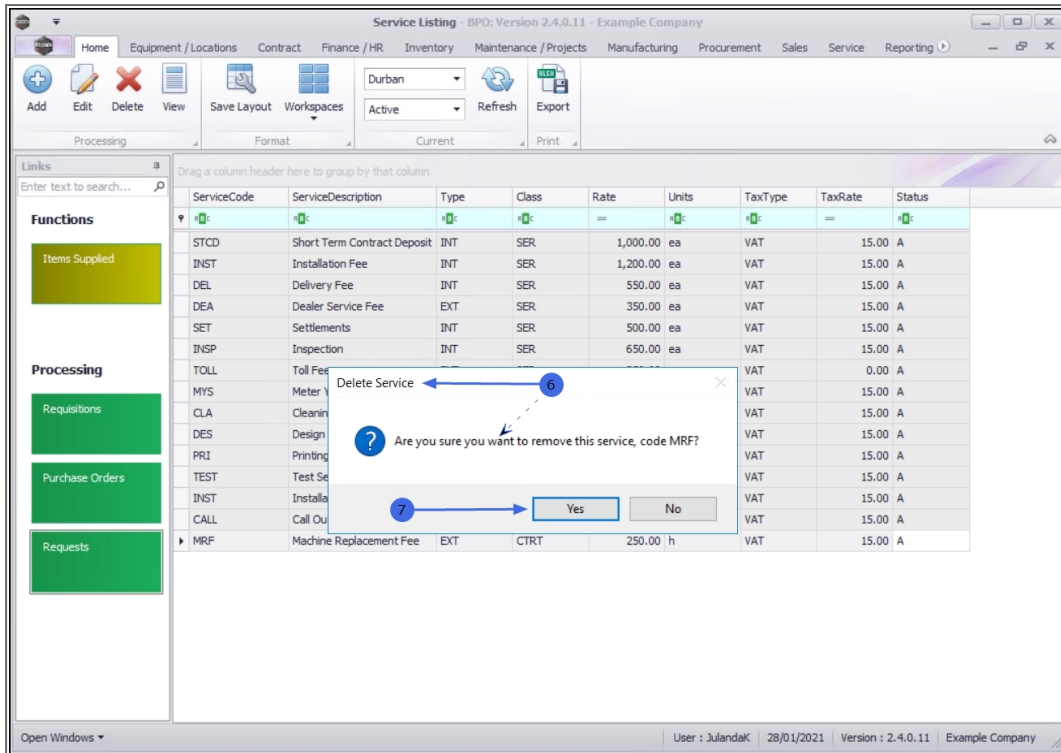 Service Listing - BPO: Version 2.4.0.11 - Example Company
Home Equipment / Locations Contract Finance / HR Inventory Maintenance / Projects Manufacturing Procurement Sales Service Reporting
Durban
Active
Add Edit Delete View Save Layout Workspaces Refresh Export
Processing Format Current Print
Links
Enter text to search...
Functions
Items Supplied
Processing
Requisitions
Purchase Orders
Requests
Drag a column header here to group by that column
ServiceCode ServiceDescription Type Class Rate Units TaxType TaxRate Status
STCD Short Term Contract Deposit INT SER 1,000.00 ea VAT 15.00 A
INST Installation Fee INT SER 1,200.00 ea VAT 15.00 A
DEL Delivery Fee INT SER 550.00 ea VAT 15.00 A
DEA Dealer Service Fee EXT SER 350.00 ea VAT 15.00 A
SET Settlements INT SER 500.00 ea VAT 15.00 A
INSP Inspection INT SER 650.00 ea VAT 15.00 A
TOLL Toll Fee VAT 0.00 A
MYS Meter VAT 15.00 A
CLA Cleanin VAT 15.00 A
DES Design VAT 15.00 A
PRI Printing VAT 15.00 A
TEST Test Se VAT 15.00 A
INST Installa VAT 15.00 A
CALL Call Ou VAT 15.00 A
MRF Machine Replacement Fee EXT CTRT 250.00 h VAT 15.00 A
Delete Service
6
Are you sure you want to remove this service, code MRF?
7
Yes No
Open Windows User : JulandaK 28/01/2021 Version : 2.4.0.11 Example Company